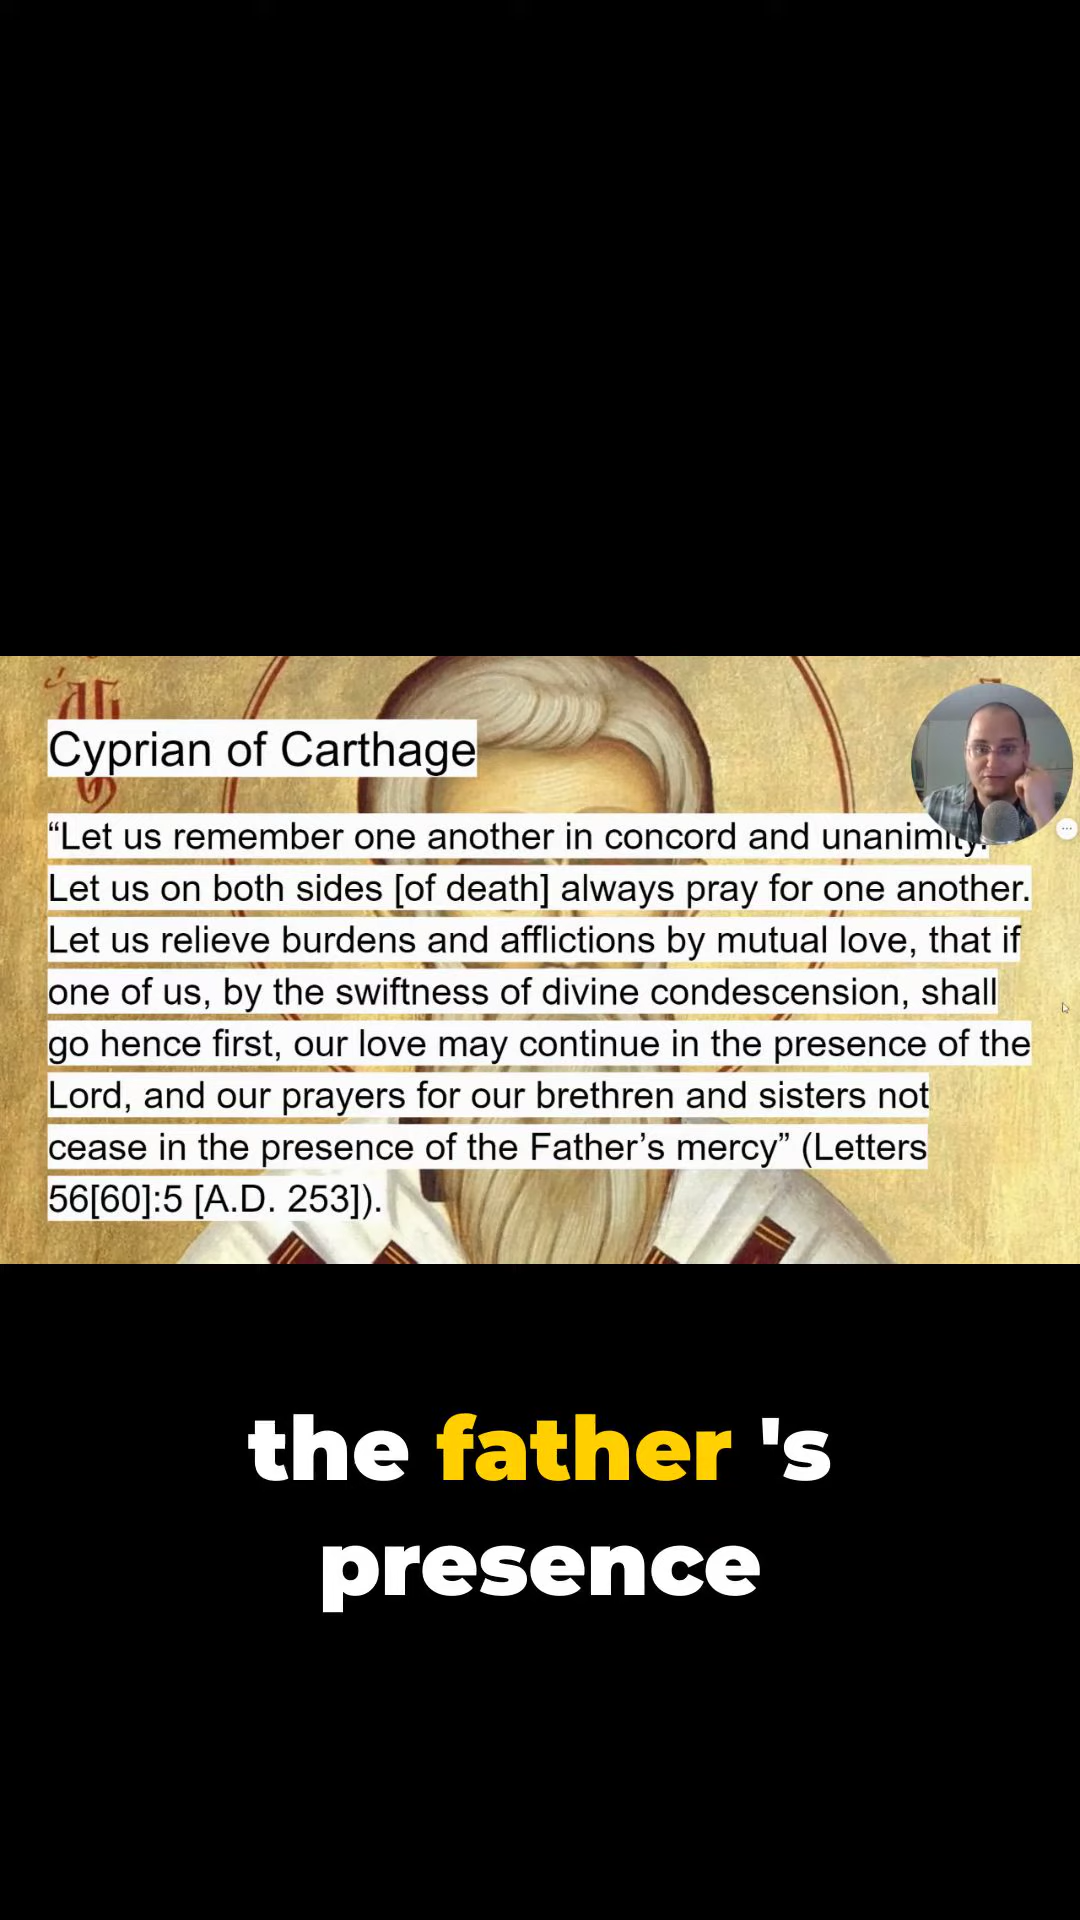 Cyprian of Carthage
“Let us remember one another in concord and unanimity.
Let us on both sides [of death] always pray for one another.
Let us relieve burdens and afflictions by mutual love, that if
one of us, by the swiftness of divine condescension, shall
go hence first, our love may continue in the presence of the
Lord, and our prayers for our brethren and sisters not
cease in the presence of the Father’s mercy” (Letters
56[60]:5 [A.D. 253]).
the father 's
presence